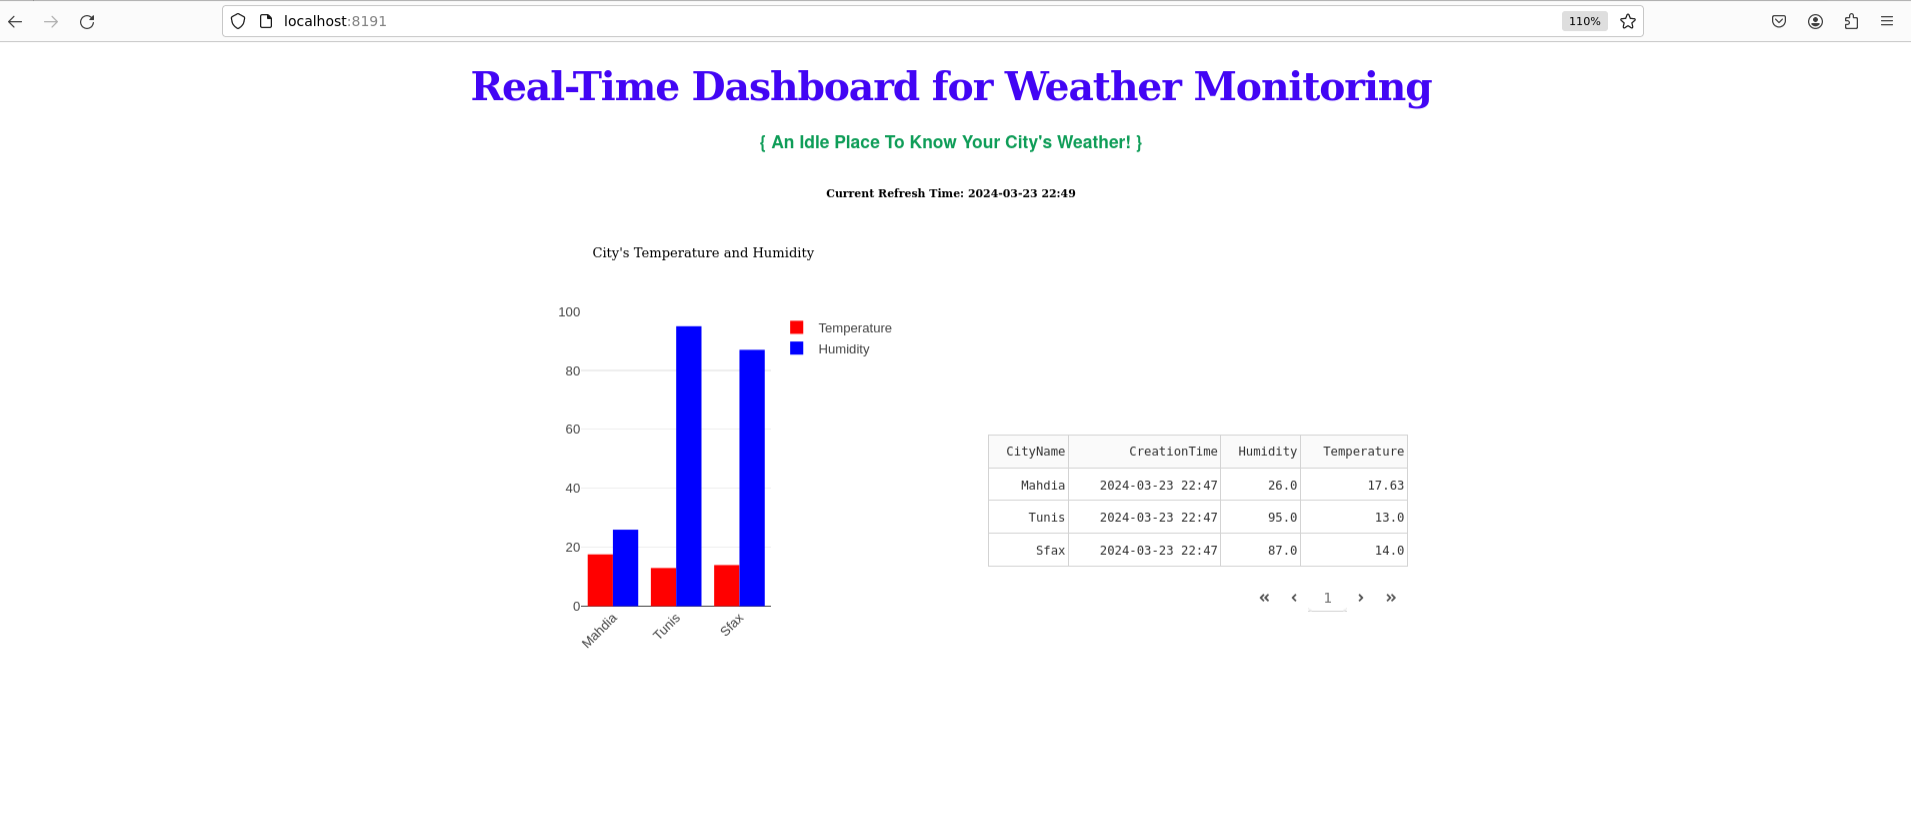 localhost:8191
110%
Real-Time Dashboard for Weather Monitoring
{ An Idle Place To Know Your City's Weather! }
Current Refresh Time: 2024-03-23 22:49
City's Temperature and Humidity
100
80
60
40
20
0
Mahdia
Tunis
Sfax
Temperature
Humidity
CityName CreationTime Humidity Temperature
Mahdia 2024-03-23 22:47 26.0 17.63
Tunis 2024-03-23 22:47 95.0 13.0
Sfax 2024-03-23 22:47 87.0 14.0
« ‹ 1 › »